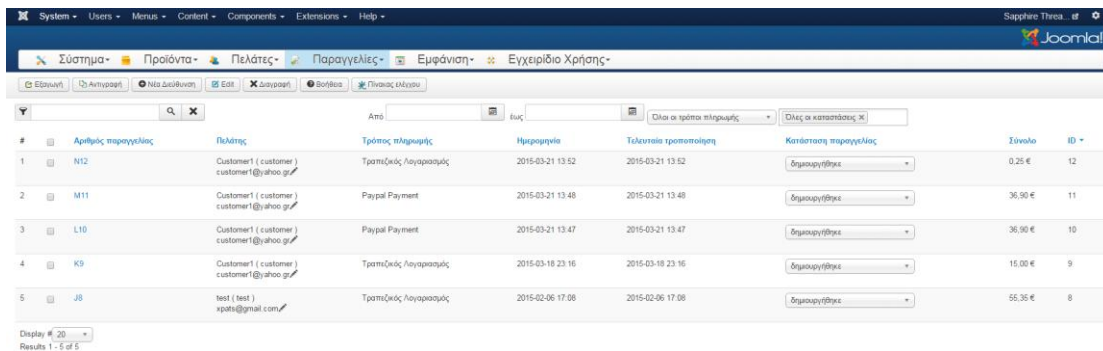 System Users Menus Content Components Extensions Help Sapphire Threa...
Joomla!
Σύστημα Προϊόντα Πελάτες Παραγγελίες Εμφάνιση Εγχειρίδιο Χρήσης
Εξαγωγή Αντιγραφή Νέα Διεύθυνση Edit Διαγραφή Βοήθεια Πίνακας ελέγχου
Από έως Όλοι οι τρόποι πληρωμής Όλες οι καταστάσεις ×
# Αριθμός παραγγελίας Πελάτης Τρόπος πληρωμής Ημερομηνία Τελευταία τροποποίηση Κατάσταση παραγγελίας Σύνολο ID
1 N12 Customer1 ( customer ) Τραπεζικός Λογαριασμός 2015-03-21 13:52 2015-03-21 13:52 δημιουργήθηκε 0,25 € 12
customer1@yahoo.gr
2 M11 Customer1 ( customer ) Paypal Payment 2015-03-21 13:48 2015-03-21 13:48 δημιουργήθηκε 36,90 € 11
customer1@yahoo.gr
3 L10 Customer1 ( customer ) Paypal Payment 2015-03-21 13:47 2015-03-21 13:47 δημιουργήθηκε 36,90 € 10
customer1@yahoo.gr
4 K9 Customer1 ( customer ) Τραπεζικός Λογαριασμός 2015-03-18 23:16 2015-03-18 23:16 δημιουργήθηκε 15,00 € 9
customer1@yahoo.gr
5 J8 test ( test ) Τραπεζικός Λογαριασμός 2015-02-06 17:08 2015-02-06 17:08 δημιουργήθηκε 55,35 € 8
xpats@gmail.com
Display # 20
Results 1 - 5 of 5